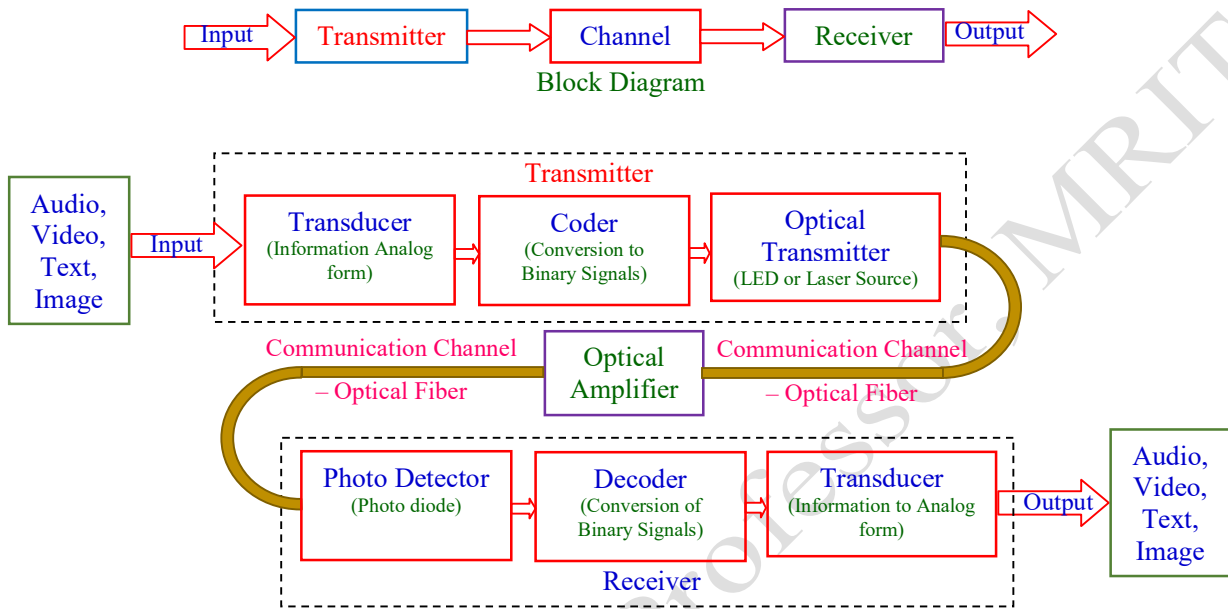 Input
Transmitter
Channel
Receiver
Output
Block Diagram
Transmitter
Audio,
Video,
Text,
Image
Input
Transducer
(Information Analog
form)
Coder
(Conversion to
Binary Signals)
Optical
Transmitter
(LED or Laser Source)
Communication Channel
– Optical Fiber
Optical
Amplifier
Communication Channel
– Optical Fiber
Photo Detector
(Photo diode)
Decoder
(Conversion of
Binary Signals)
Transducer
(Information to Analog
form)
Output
Audio,
Video,
Text,
Image
Receiver
Professor, MRIT